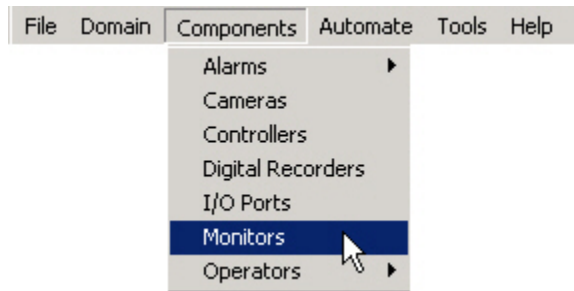 File Domain Components Automate Tools Help
Alarms
Cameras
Controllers
Digital Recorders
I/O Ports
Monitors
Operators